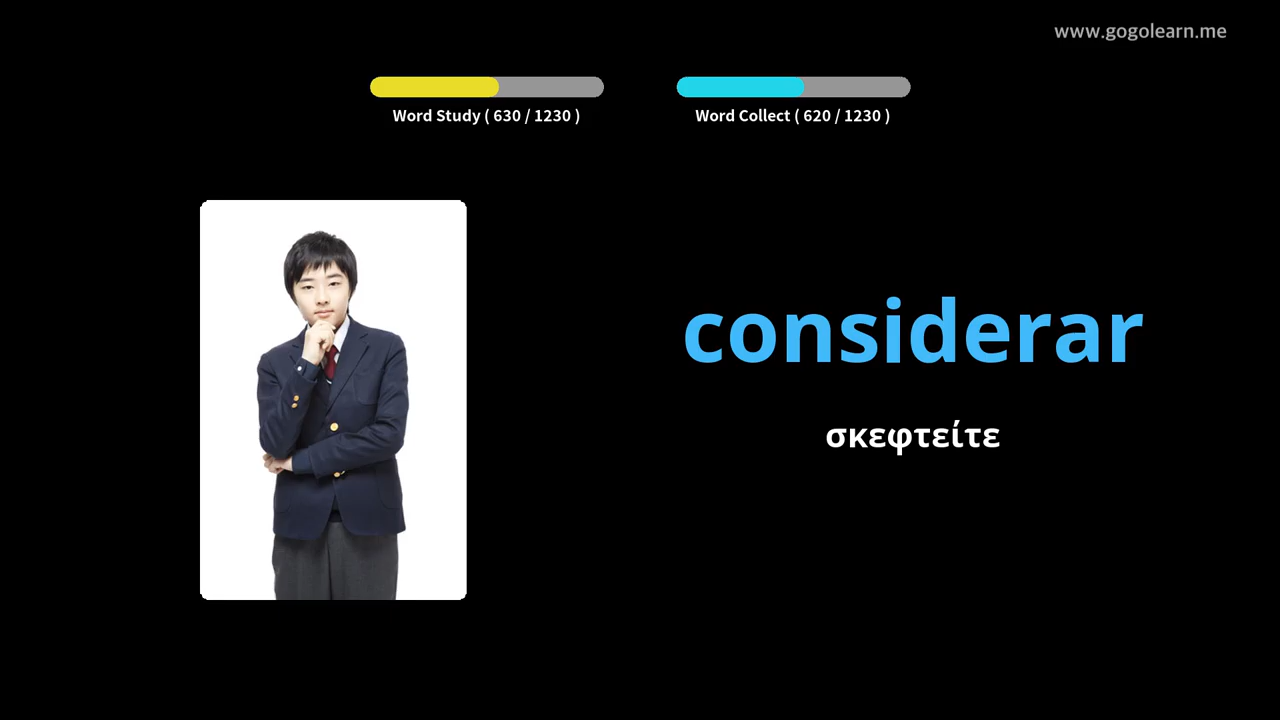 www.gogolearn.me
Word Study ( 630 / 1230 )
Word Collect ( 620 / 1230 )
considerar
σκεφτείτε